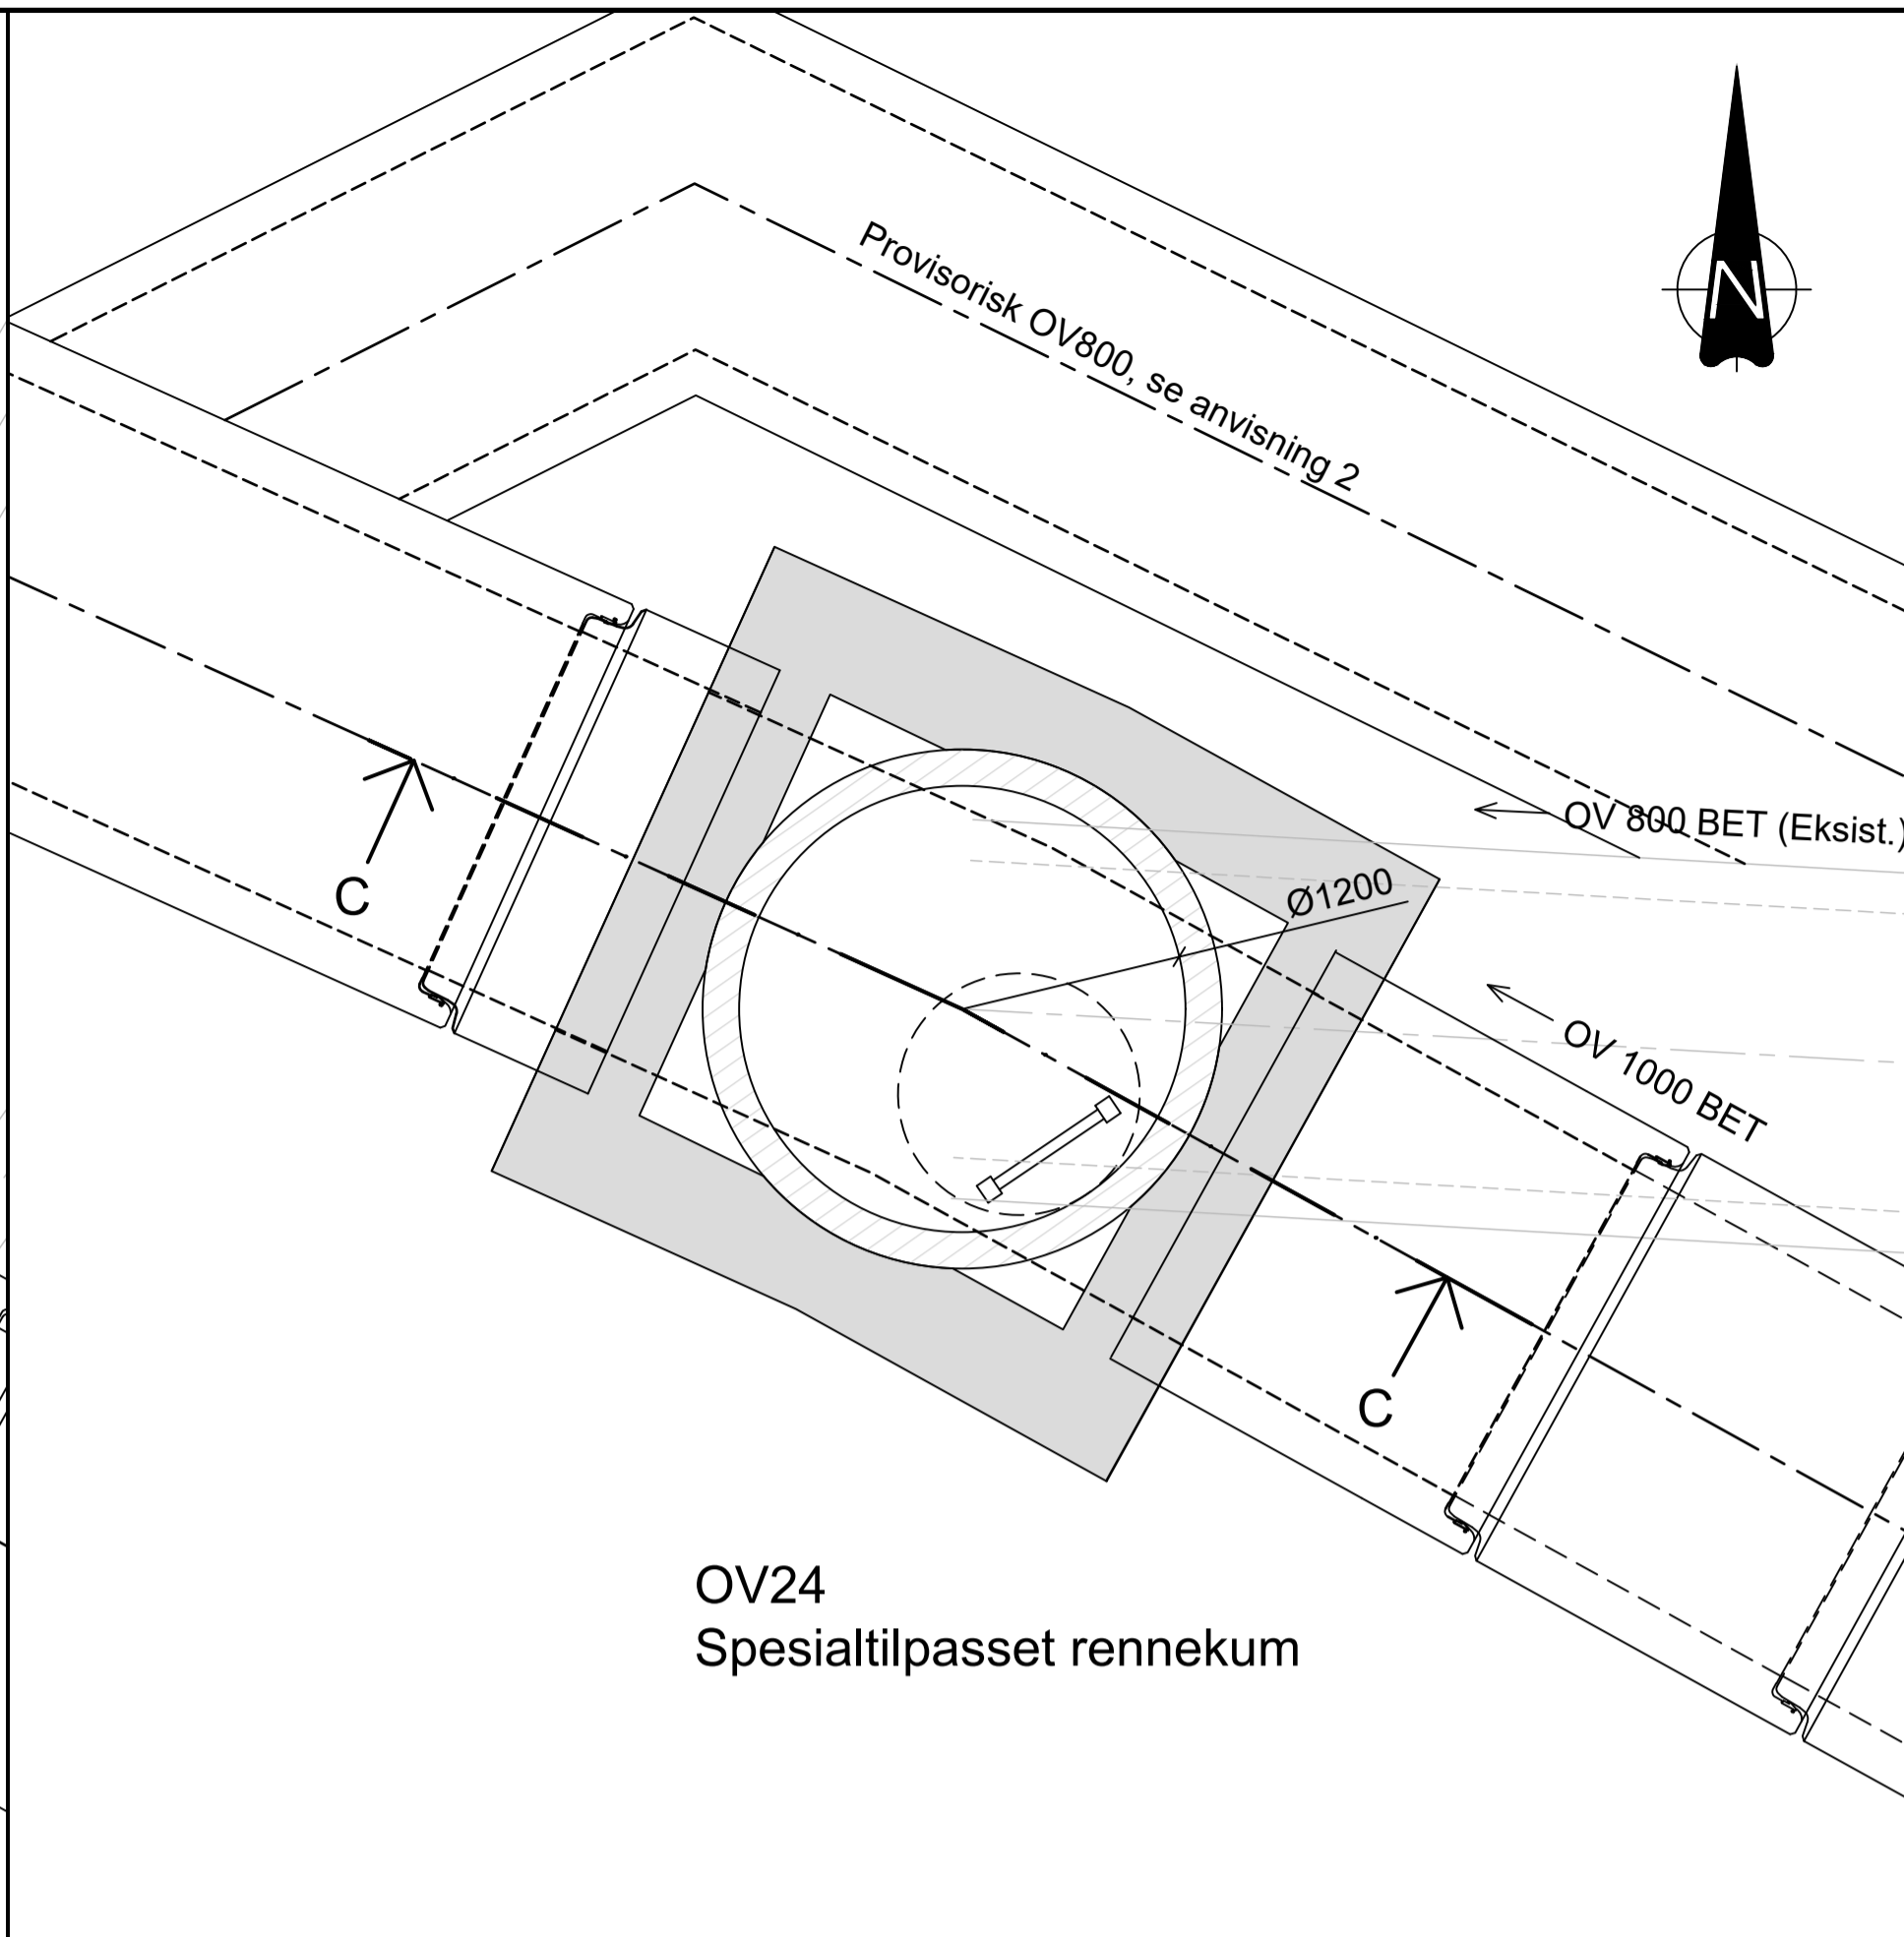 N
Provisorisk OV800, se anvisning 2
OV 800 BET (Eksist.)
Ø1200
C
OV 1000 BET
C
OV24
Spesialtilpasset rennekum